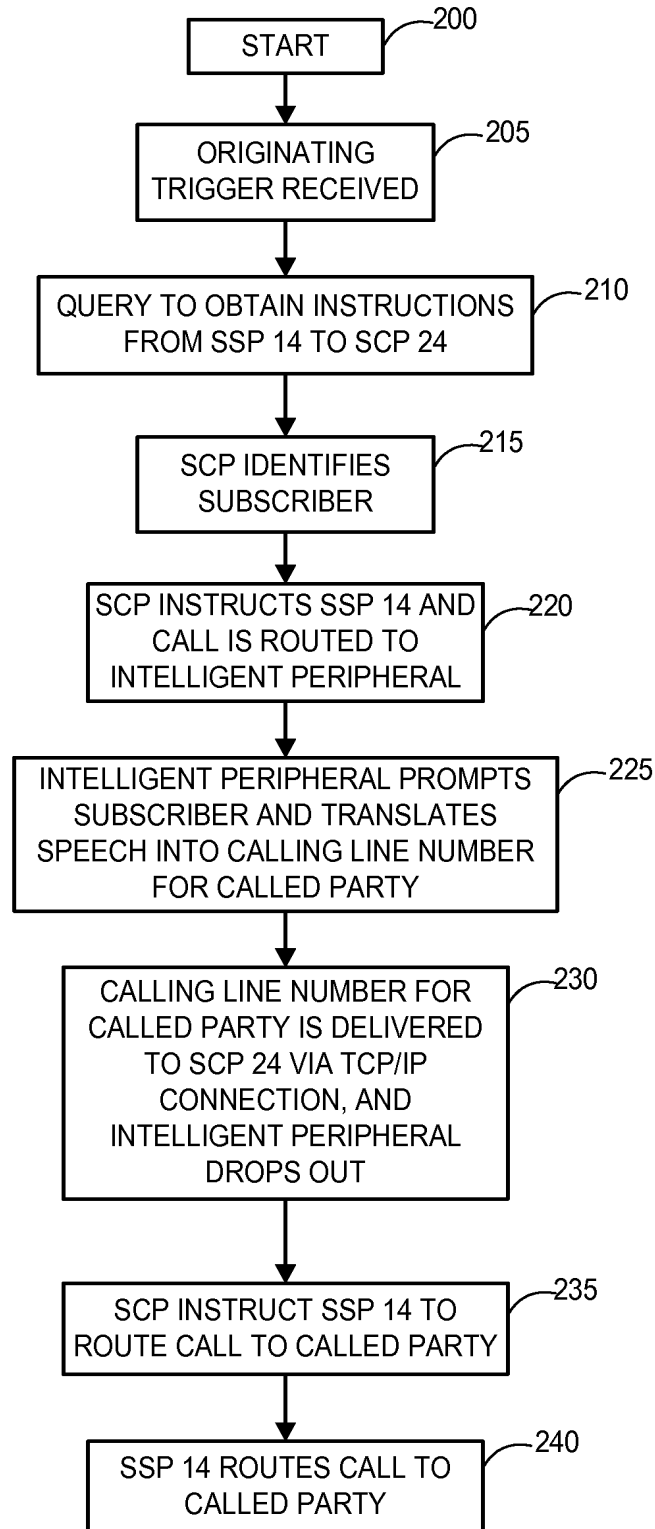 200
START
205
ORIGINATING
TRIGGER RECEIVED
210
QUERY TO OBTAIN INSTRUCTIONS
FROM SSP 14 TO SCP 24
215
SCP IDENTIFIES
SUBSCRIBER
SCP INSTRUCTS SSP 14 AND
220
CALL IS ROUTED TO
INTELLIGENT PERIPHERAL
225
INTELLIGENT PERIPHERAL PROMPTS
SUBSCRIBER AND TRANSLATES
SPEECH INTO CALLING LINE NUMBER
FOR CALLED PARTY
230
CALLING LINE NUMBER FOR
CALLED PARTY IS DELIVERED
TO SCP 24 VIA TCP/IP
CONNECTION, AND
INTELLIGENT PERIPHERAL
DROPS OUT
235
SCP INSTRUCT SSP 14 TO
ROUTE CALL TO CALLED PARTY
240
SSP 14 ROUTES CALL TO
CALLED PARTY